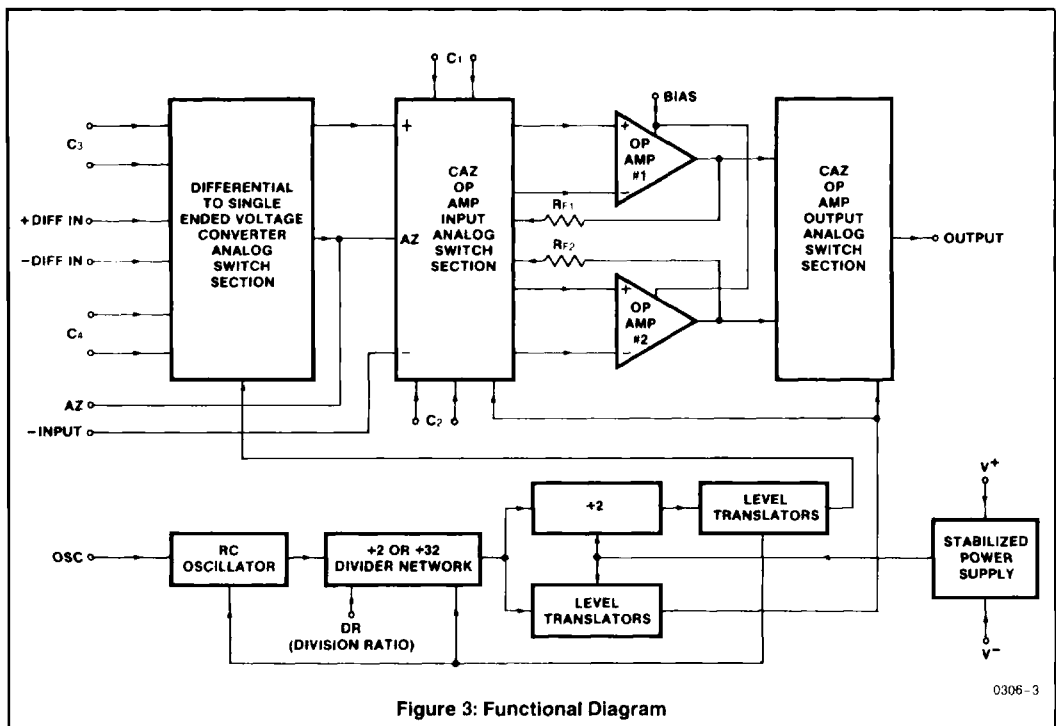 C1
BIAS
C3
+DIFF IN
-DIFF IN
C4
AZ
-INPUT
DIFFERENTIAL
TO SINGLE
ENDED VOLTAGE
CONVERTER
ANALOG
SWITCH
SECTION
+
AZ
-
CAZ
OP
AMP
INPUT
ANALOG
SWITCH
SECTION
C2
RF1
RF2
+
-
OP
AMP
#1
+
-
OP
AMP
#2
CAZ
OP
AMP
OUTPUT
ANALOG
SWITCH
SECTION
OUTPUT
OSC
RC
OSCILLATOR
÷2 OR ÷32
DIVIDER NETWORK
DR
(DIVISION RATIO)
÷2
LEVEL
TRANSLATORS
LEVEL
TRANSLATORS
V+
STABILIZED
POWER
SUPPLY
V-
0306-3
Figure 3: Functional Diagram